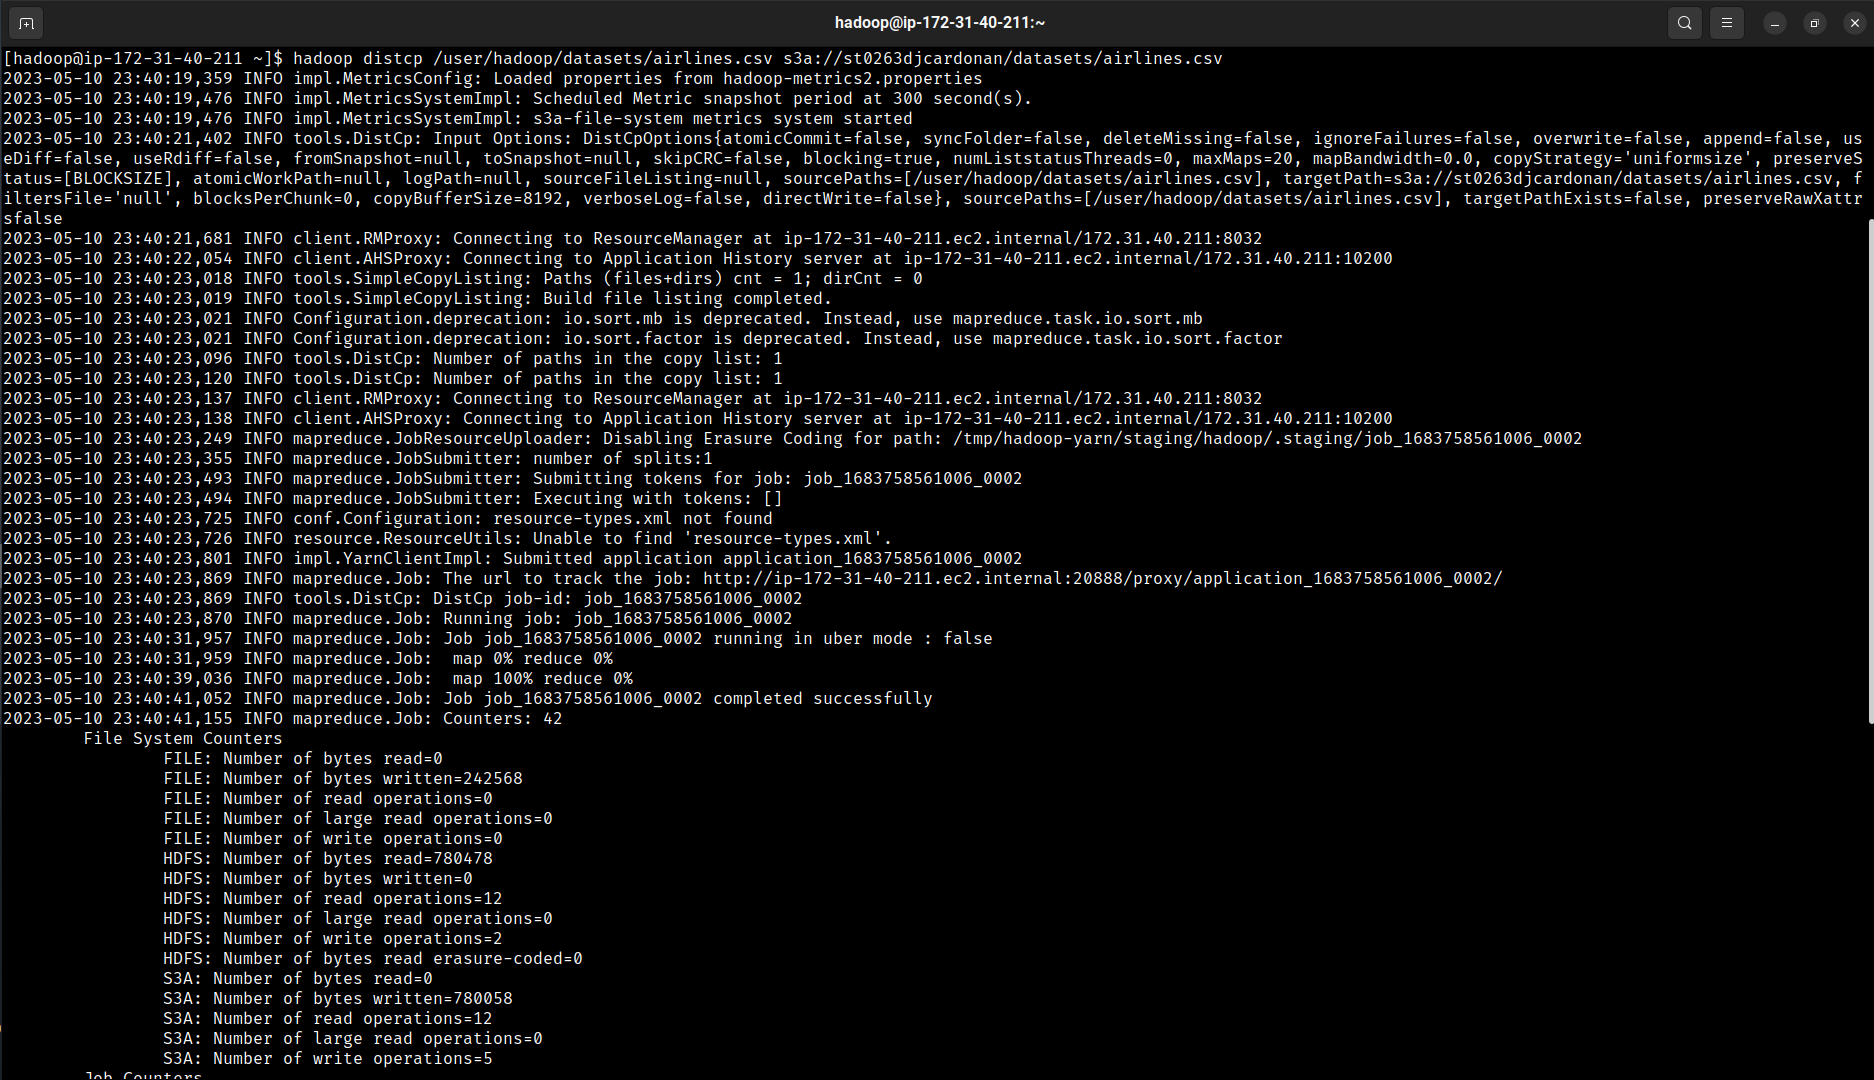 hadoop@ip-172-31-40-211:~
[hadoop@ip-172-31-40-211 ~]$ hadoop distcp /user/hadoop/datasets/airlines.csv s3a://st0263djcardonan/datasets/airlines.csv
2023-05-10 23:40:19,359 INFO impl.MetricsConfig: Loaded properties from hadoop-metrics2.properties
2023-05-10 23:40:19,476 INFO impl.MetricsSystemImpl: Scheduled Metric snapshot period at 300 second(s).
2023-05-10 23:40:19,476 INFO impl.MetricsSystemImpl: s3a-file-system metrics system started
2023-05-10 23:40:21,402 INFO tools.DistCp: Input Options: DistCpOptions{atomicCommit=false, syncFolder=false, deleteMissing=false, ignoreFailures=false, overwrite=false, append=false, us
eDiff=false, useRdiff=false, fromSnapshot=null, toSnapshot=null, skipCRC=false, blocking=true, numListstatusThreads=0, maxMaps=20, mapBandwidth=0.0, copyStrategy='uniformsize', preserveS
tatus=[BLOCKSIZE], atomicWorkPath=null, logPath=null, sourceFileListing=null, sourcePaths=[/user/hadoop/datasets/airlines.csv], targetPath=s3a://st0263djcardonan/datasets/airlines.csv, f
iltersFile='null', blocksPerChunk=0, copyBufferSize=8192, verboseLog=false, directWrite=false}, sourcePaths=[/user/hadoop/datasets/airlines.csv], targetPathExists=false, preserveRawXattr
sfalse
2023-05-10 23:40:21,681 INFO client.RMProxy: Connecting to ResourceManager at ip-172-31-40-211.ec2.internal/172.31.40.211:8032
2023-05-10 23:40:22,054 INFO client.AHSProxy: Connecting to Application History server at ip-172-31-40-211.ec2.internal/172.31.40.211:10200
2023-05-10 23:40:23,018 INFO tools.SimpleCopyListing: Paths (files+dirs) cnt = 1; dirCnt = 0
2023-05-10 23:40:23,019 INFO tools.SimpleCopyListing: Build file listing completed.
2023-05-10 23:40:23,021 INFO Configuration.deprecation: io.sort.mb is deprecated. Instead, use mapreduce.task.io.sort.mb
2023-05-10 23:40:23,021 INFO Configuration.deprecation: io.sort.factor is deprecated. Instead, use mapreduce.task.io.sort.factor
2023-05-10 23:40:23,096 INFO tools.DistCp: Number of paths in the copy list: 1
2023-05-10 23:40:23,120 INFO tools.DistCp: Number of paths in the copy list: 1
2023-05-10 23:40:23,137 INFO client.RMProxy: Connecting to ResourceManager at ip-172-31-40-211.ec2.internal/172.31.40.211:8032
2023-05-10 23:40:23,138 INFO client.AHSProxy: Connecting to Application History server at ip-172-31-40-211.ec2.internal/172.31.40.211:10200
2023-05-10 23:40:23,249 INFO mapreduce.JobResourceUploader: Disabling Erasure Coding for path: /tmp/hadoop-yarn/staging/hadoop/.staging/job_1683758561006_0002
2023-05-10 23:40:23,355 INFO mapreduce.JobSubmitter: number of splits:1
2023-05-10 23:40:23,493 INFO mapreduce.JobSubmitter: Submitting tokens for job: job_1683758561006_0002
2023-05-10 23:40:23,494 INFO mapreduce.JobSubmitter: Executing with tokens: []
2023-05-10 23:40:23,725 INFO conf.Configuration: resource-types.xml not found
2023-05-10 23:40:23,726 INFO resource.ResourceUtils: Unable to find 'resource-types.xml'.
2023-05-10 23:40:23,801 INFO impl.YarnClientImpl: Submitted application application_1683758561006_0002
2023-05-10 23:40:23,869 INFO mapreduce.Job: The url to track the job: http://ip-172-31-40-211.ec2.internal:20888/proxy/application_1683758561006_0002/
2023-05-10 23:40:23,869 INFO tools.DistCp: DistCp job-id: job_1683758561006_0002
2023-05-10 23:40:23,870 INFO mapreduce.Job: Running job: job_1683758561006_0002
2023-05-10 23:40:31,957 INFO mapreduce.Job: Job job_1683758561006_0002 running in uber mode : false
2023-05-10 23:40:31,959 INFO mapreduce.Job:  map 0% reduce 0%
2023-05-10 23:40:39,036 INFO mapreduce.Job:  map 100% reduce 0%
2023-05-10 23:40:41,052 INFO mapreduce.Job: Job job_1683758561006_0002 completed successfully
2023-05-10 23:40:41,155 INFO mapreduce.Job: Counters: 42
File System Counters
FILE: Number of bytes read=0
FILE: Number of bytes written=242568
FILE: Number of read operations=0
FILE: Number of large read operations=0
FILE: Number of write operations=0
HDFS: Number of bytes read=780478
HDFS: Number of bytes written=0
HDFS: Number of read operations=12
HDFS: Number of large read operations=0
HDFS: Number of write operations=2
HDFS: Number of bytes read erasure-coded=0
S3A: Number of bytes read=0
S3A: Number of bytes written=780058
S3A: Number of read operations=12
S3A: Number of large read operations=0
S3A: Number of write operations=5
Job Counters